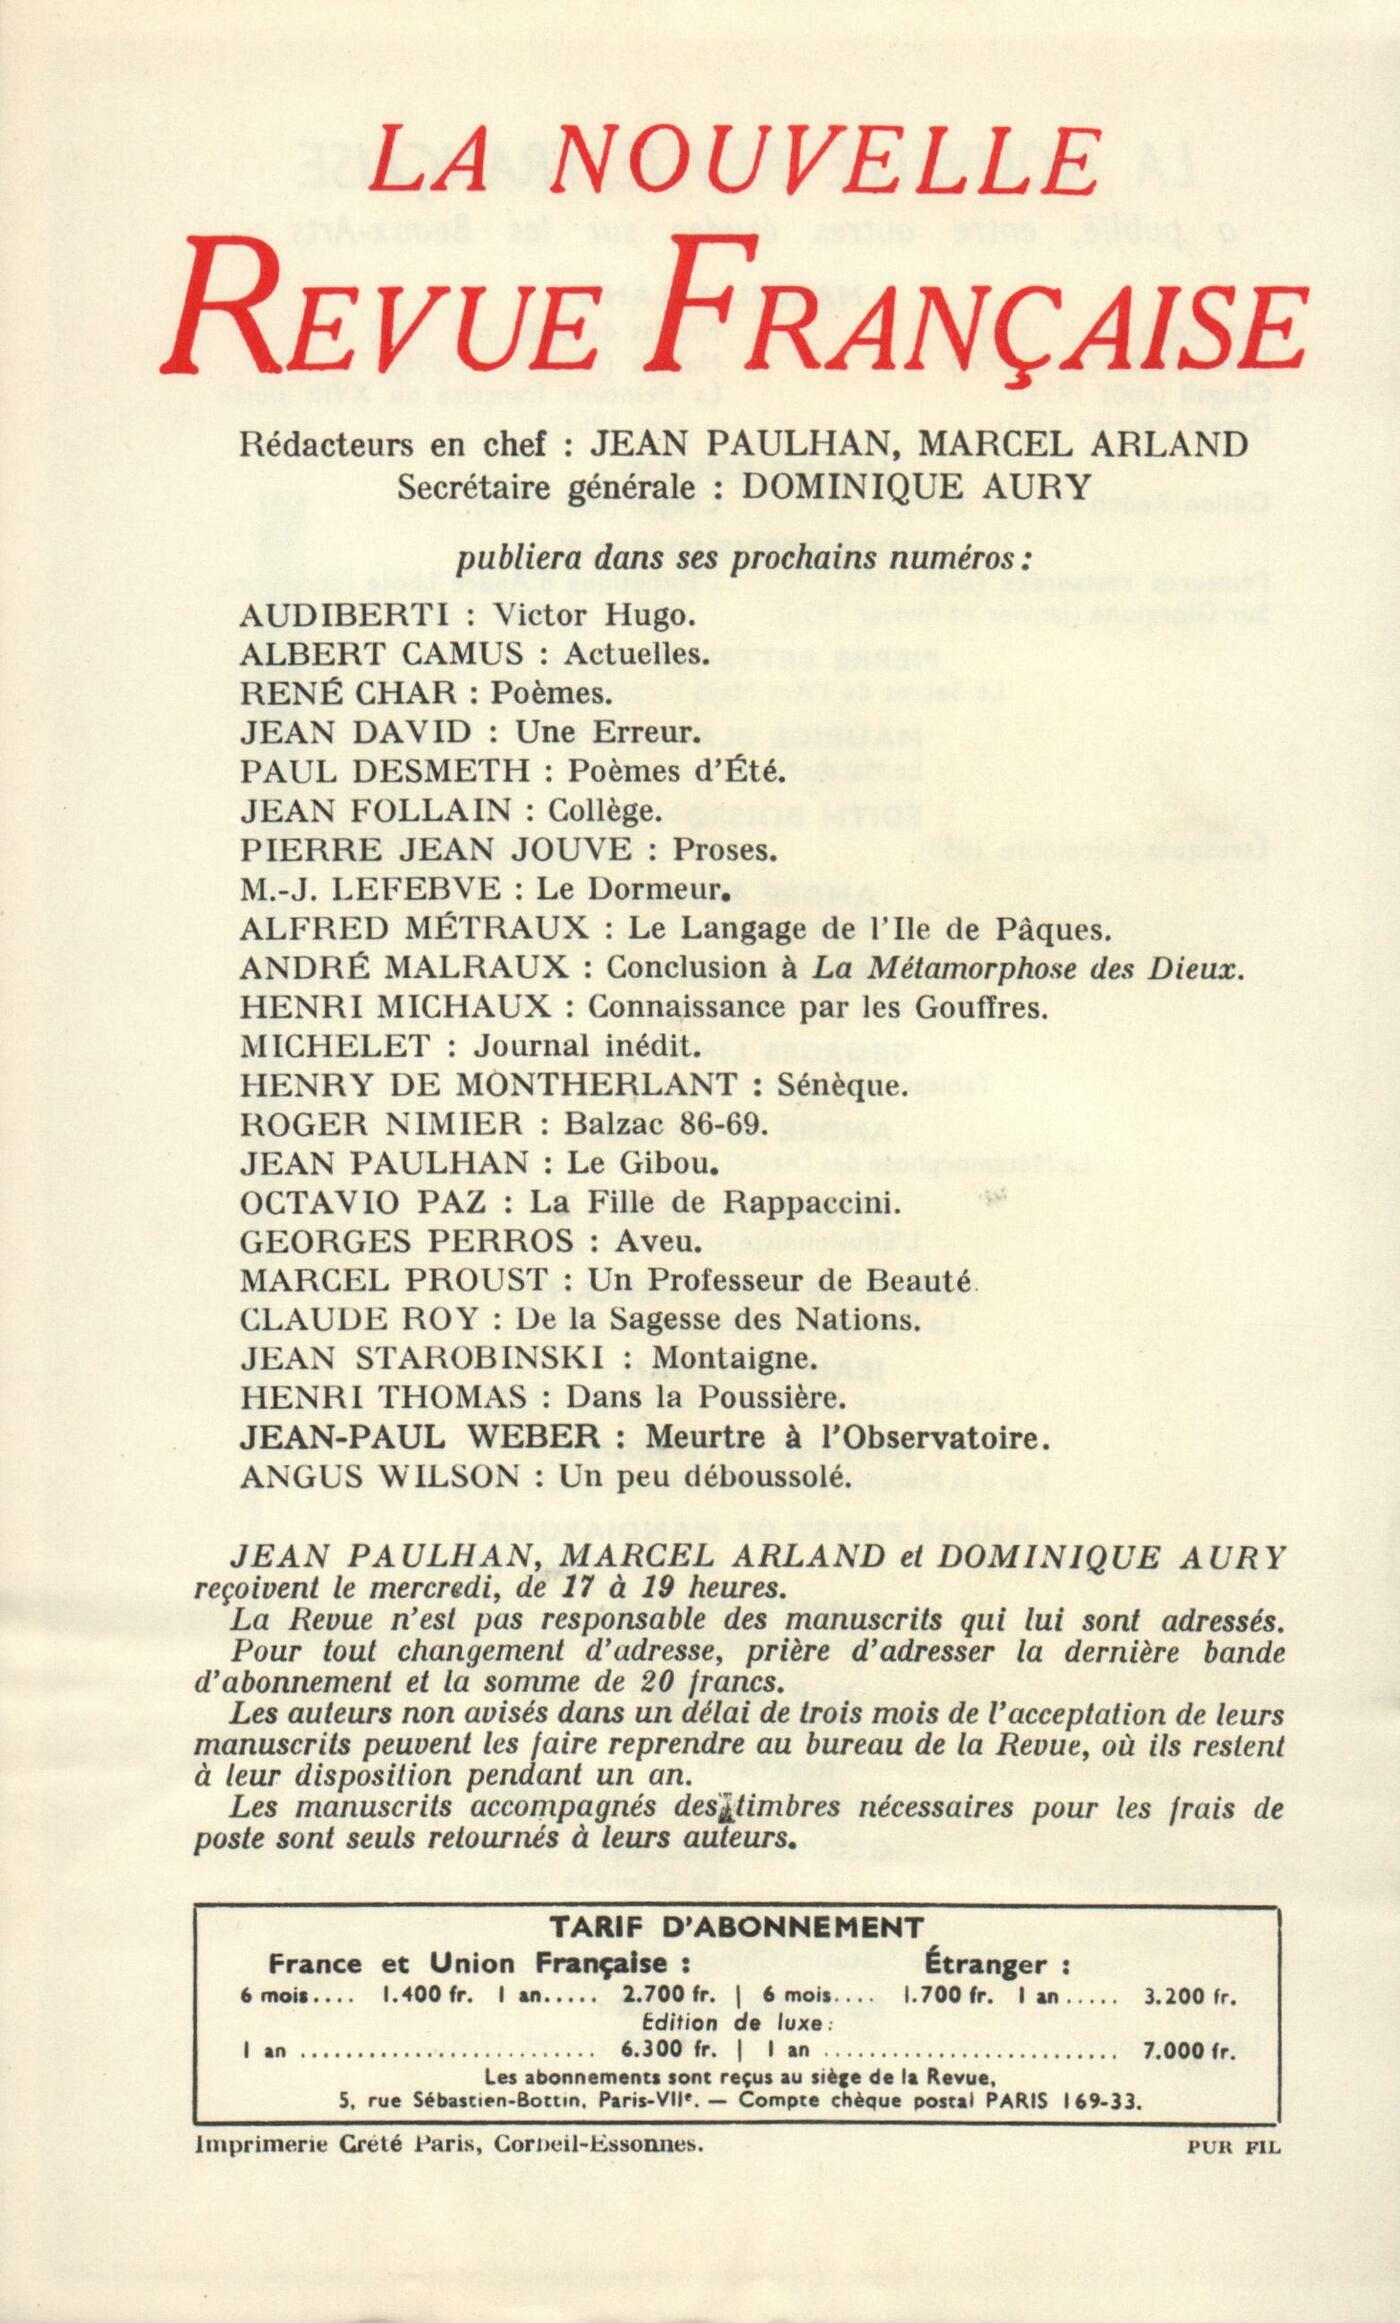 LA NOUVELLE
REVUE FRANÇAISE
Rédacteurs en chef : JEAN PAULHAN, MARCEL ARLAND
Secrétaire générale : DOMINIQUE AURY
publiera dans ses prochains numéros :
AUDIBERTI : Victor Hugo.
ALBERT CAMUS : Actuelles.
RENÉ CHAR : Poèmes.
JEAN DAVID : Une Erreur.
PAUL DESMETH : Poèmes d'Été.
JEAN FOLLAIN : Collège.
PIERRE JEAN JOUVE : Proses.
M.-J. LEFEBVE : Le Dormeur.
ALFRED MÉTRAUX : Le Langage de l'Ile de Pâques.
ANDRÉ MALRAUX : Conclusion à La Métamorphose des Dieux.
HENRI MICHAUX : Connaissance par les Gouffres.
MICHELET : Journal inédit.
HENRY DE MONTHERLANT : Sénèque.
ROGER NIMIER : Balzac 86-69.
JEAN PAULHAN : Le Gibou.
OCTAVIO PAZ : La Fille de Rappaccini.
GEORGES PERROS : Aveu.
MARCEL PROUST : Un Professeur de Beauté.
CLAUDE ROY : De la Sagesse des Nations.
JEAN STAROBINSKI : Montaigne.
HENRI THOMAS : Dans la Poussière.
JEAN-PAUL WEBER : Meurtre à l'Observatoire.
ANGUS WILSON : Un peu déboussolé.
JEAN PAULHAN, MARCEL ARLAND et DOMINIQUE AURY
reçoivent le mercredi, de 17 à 19 heures.
La Revue n'est pas responsable des manuscrits qui lui sont adressés.
Pour tout changement d'adresse, prière d'adresser la dernière bande
d'abonnement et la somme de 20 francs.
Les auteurs non avisés dans un délai de trois mois de l'acceptation de leurs
manuscrits peuvent les faire reprendre au bureau de la Revue, où ils restent
à leur disposition pendant un an.
Les manuscrits accompagnés des timbres nécessaires pour les frais de
poste sont seuls retournés à leurs auteurs.
TARIF D'ABONNEMENT
France et Union Française : Étranger :
6 mois.... 1.400 fr. 1 an..... 2.700 fr. | 6 mois.... 1.700 fr. 1 an ..... 3.200 fr.
Edition de luxe :
1 an .......................... 6.300 fr. | 1 an .......................... 7.000 fr.
Les abonnements sont reçus au siège de la Revue,
5, rue Sébastien-Bottin, Paris-VIIe. — Compte chèque postal PARIS 169-33.
Imprimerie Crété Paris, Corbeil-Essonnes. PUR FIL